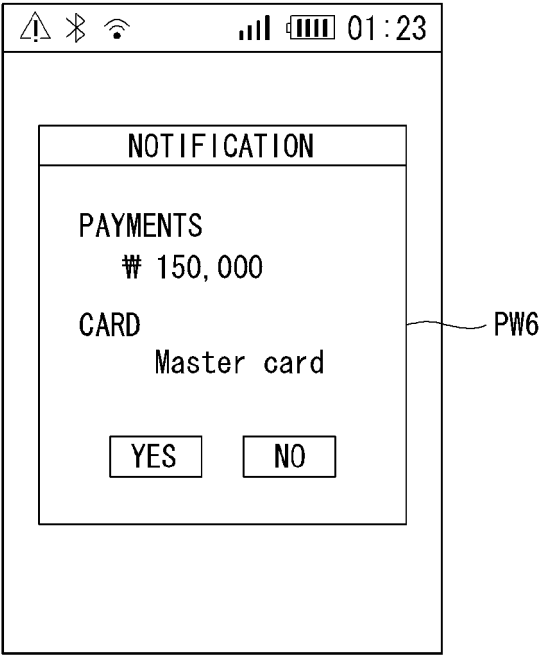 01:23
NOTIFICATION
PAYMENTS
₩ 150,000
CARD
Master card
PW6
YES NO